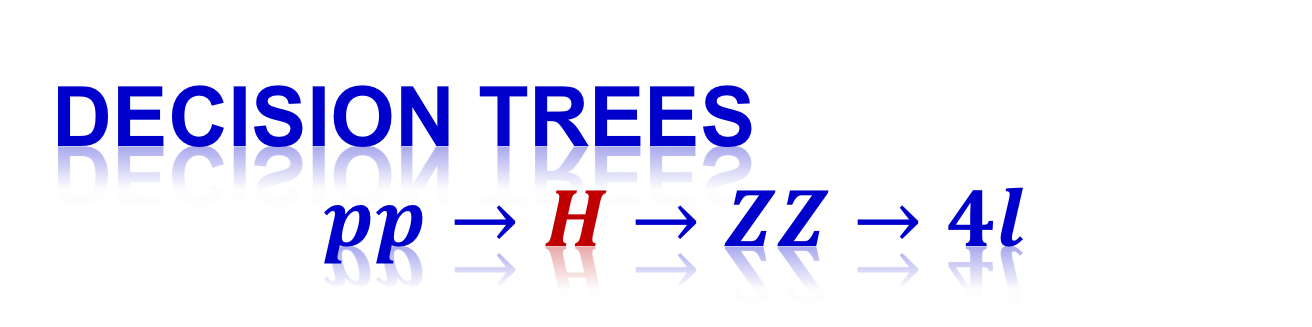 DECISION TREES
pp → H → ZZ → 4l